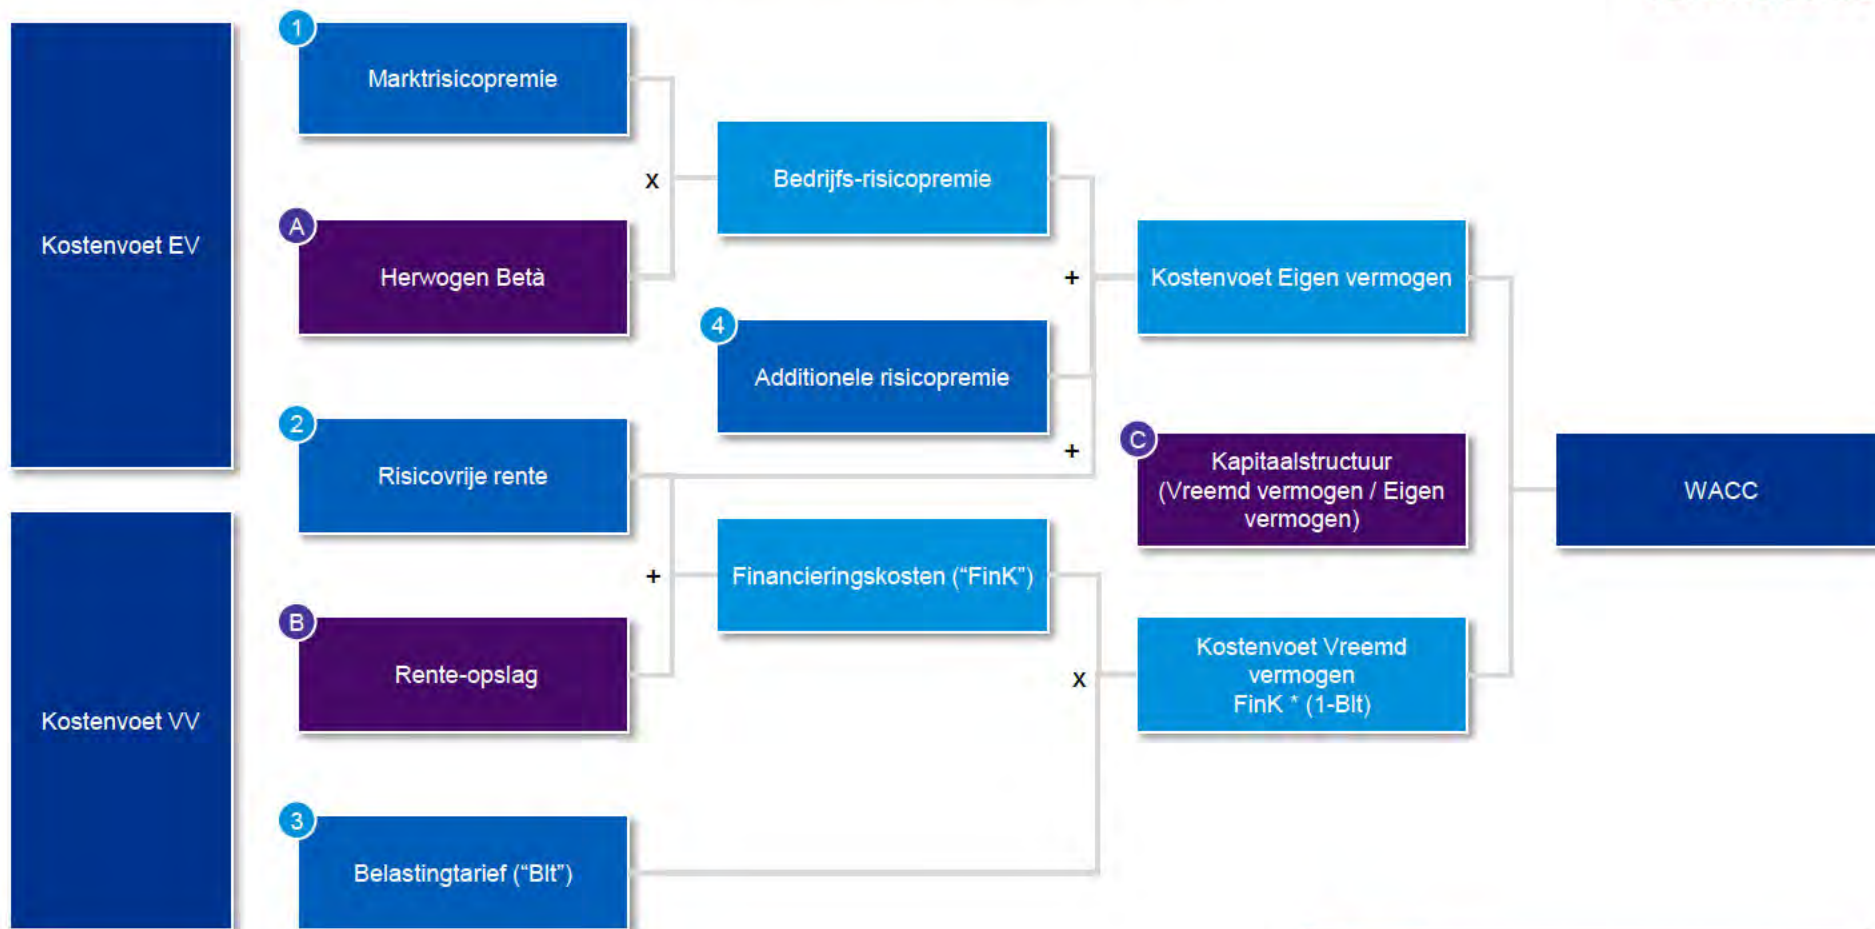 1
Marktrisicopremie
x
Bedrijfs-risicopremie
A
Kostenvoet EV
Herwogen Betà
+
Kostenvoet Eigen vermogen
4
Additionele risicopremie
2
Risicovrije rente
+
C
Kapitaalstructuur
(Vreemd vermogen / Eigen
vermogen)
WACC
+
Financieringskosten (“FinK”)
B
Rente-opslag
x
Kostenvoet Vreemd
vermogen
FinK * (1-Blt)
Kostenvoet VV
3
Belastingtarief (“Blt”)